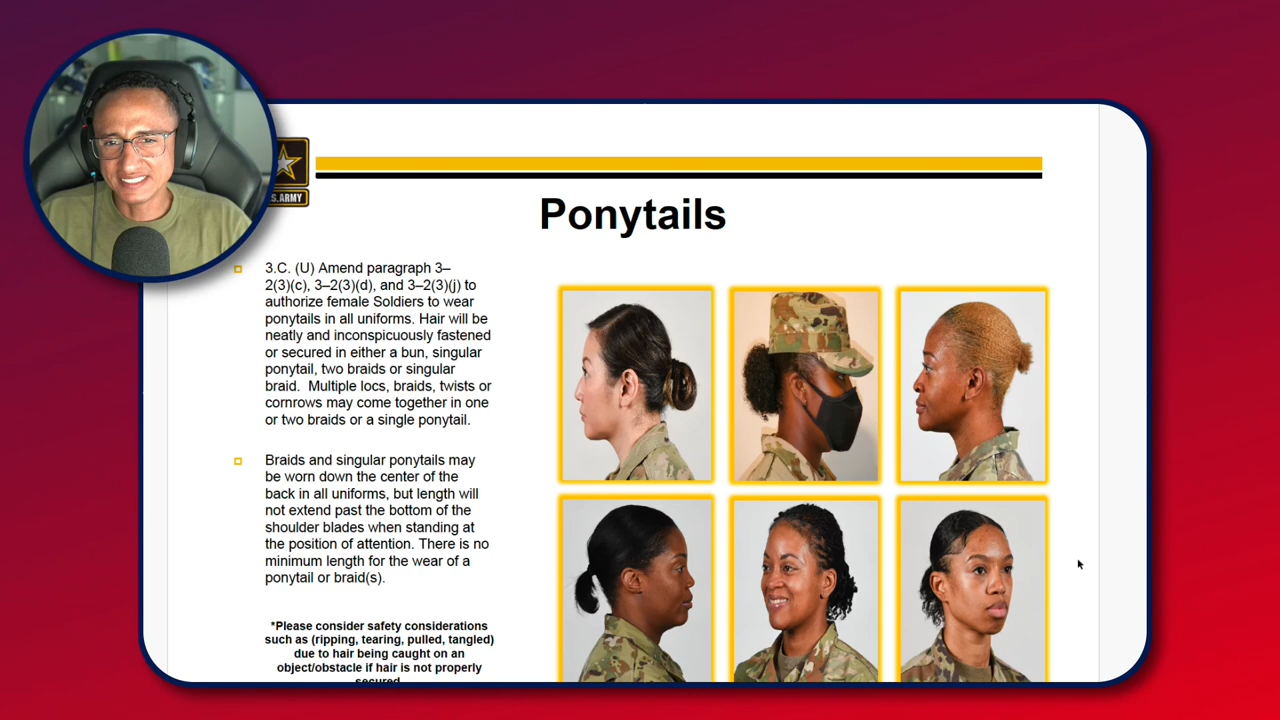 U.S.ARMY
Ponytails
3.C. (U) Amend paragraph 3–
2(3)(c), 3–2(3)(d), and 3–2(3)(j) to
authorize female Soldiers to wear
ponytails in all uniforms. Hair will be
neatly and inconspicuously fastened
or secured in either a bun, singular
ponytail, two braids or singular
braid.  Multiple locs, braids, twists or
cornrows may come together in one
or two braids or a single ponytail.
Braids and singular ponytails may
be worn down the center of the
back in all uniforms, but length will
not extend past the bottom of the
shoulder blades when standing at
the position of attention. There is no
minimum length for the wear of a
ponytail or braid(s).
*Please consider safety considerations
such as (ripping, tearing, pulled, tangled)
due to hair being caught on an
object/obstacle if hair is not properly
secured.